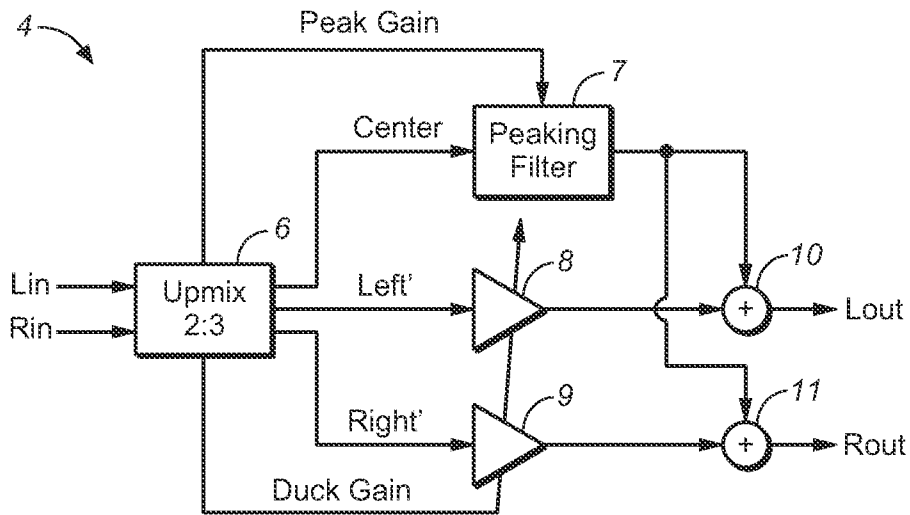 4
Peak Gain
7
Center
Peaking
Filter
6
8
10
Lin
Upmix
2:3
Left'
+
Lout
Rin
9
11
Right'
+
Rout
Duck Gain